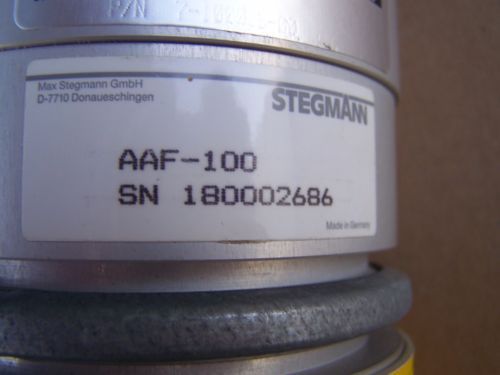 P/N
Max Stegmann GmbH
D-7710 Donaueschingen
STEGMANN
AAF-100
SN 180002686
Made in Germany